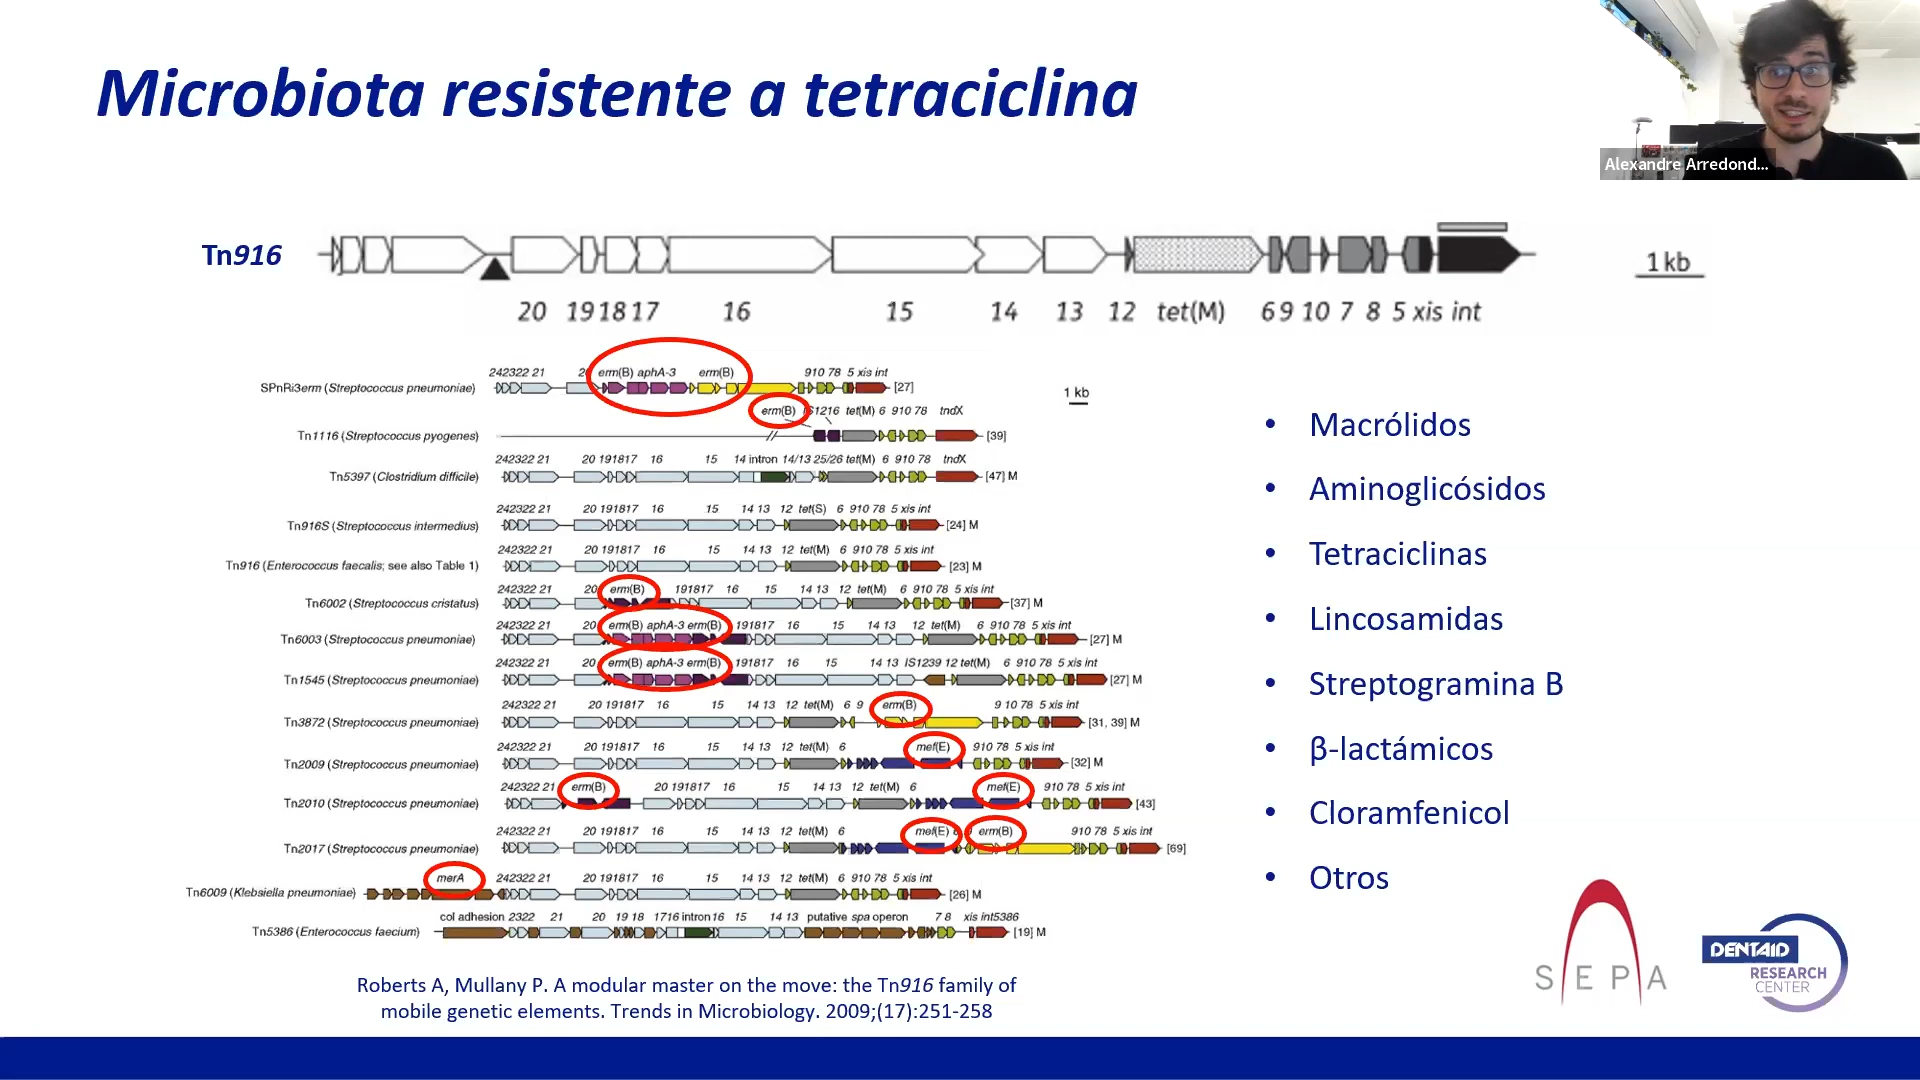 Microbiota resistente a tetraciclina
Alexandre Arredond...
Tn916
1 kb
20 19 18 17 16 15 14 13 12 tet(M) 6 9 10 7 8 5 xis int
erm(B) aphA-3 erm(B)
242322 21 910 78 5 xis int
SPnRi3erm (Streptococcus pneumoniae) [27]
1 kb
erm(B) IS1216 tet(M) 6 910 78 tndX
Tn1116 (Streptococcus pyogenes) [39]
242322 21 20 191817 16 15 14 intron 14/13 25/26 tet(M) 6 910 78 tndX
Tn5397 (Clostridium difficile) [47] M
242322 21 20 191817 16 15 14 13 12 tet(S) 6 910 78 5 xis int
Tn916S (Streptococcus intermedius) [24] M
242322 21 20 191817 16 15 14 13 12 tet(M) 6 910 78 5 xis int
Tn916 (Enterococcus faecalis; see also Table 1) [23] M
242322 21 20 erm(B) 191817 16 15 14 13 12 tet(M) 6 910 78 5 xis int
Tn6002 (Streptococcus cristatus) [37] M
242322 21 20 erm(B) aphA-3 erm(B) 191817 16 15 14 13 12 tet(M) 6 910 78 5 xis int
Tn6003 (Streptococcus pneumoniae) [27] M
242322 21 20 erm(B) aphA-3 erm(B) 191817 16 15 14 13 IS1239 12 tet(M) 6 910 78 5 xis int
Tn1545 (Streptococcus pneumoniae) [27] M
242322 21 20 191817 16 15 14 13 12 tet(M) 6 9 erm(B) 9 10 78 5 xis int
Tn3872 (Streptococcus pneumoniae) [31, 39] M
242322 21 20 191817 16 15 14 13 12 tet(M) 6 mef(E) 910 78 5 xis int
Tn2009 (Streptococcus pneumoniae) [32] M
242322 21 erm(B) 20 191817 16 15 14 13 12 tet(M) 6 mef(E) 910 78 5 xis int
Tn2010 (Streptococcus pneumoniae) [43]
242322 21 20 191817 16 15 14 13 12 tet(M) 6 mef(E) erm(B) 910 78 5 xis int
Tn2017 (Streptococcus pneumoniae) [69]
merA 242322 21 20 191817 16 15 14 13 12 tet(M) 6 910 78 5 xis int
Tn6009 (Klebsiella pneumoniae) [26] M
col adhesion 2322 21 20 19 18 1716 intron 16 15 14 13 putative spa operon 7 8 xis int5386
Tn5386 (Enterococcus faecium) [19] M
Roberts A, Mullany P. A modular master on the move: the Tn916 family of
mobile genetic elements. Trends in Microbiology. 2009;(17):251-258
• Macrólidos
• Aminoglicósidos
• Tetraciclinas
• Lincosamidas
• Streptogramina B
• β-lactámicos
• Cloramfenicol
• Otros
SEPA
DENTAID
RESEARCH
CENTER